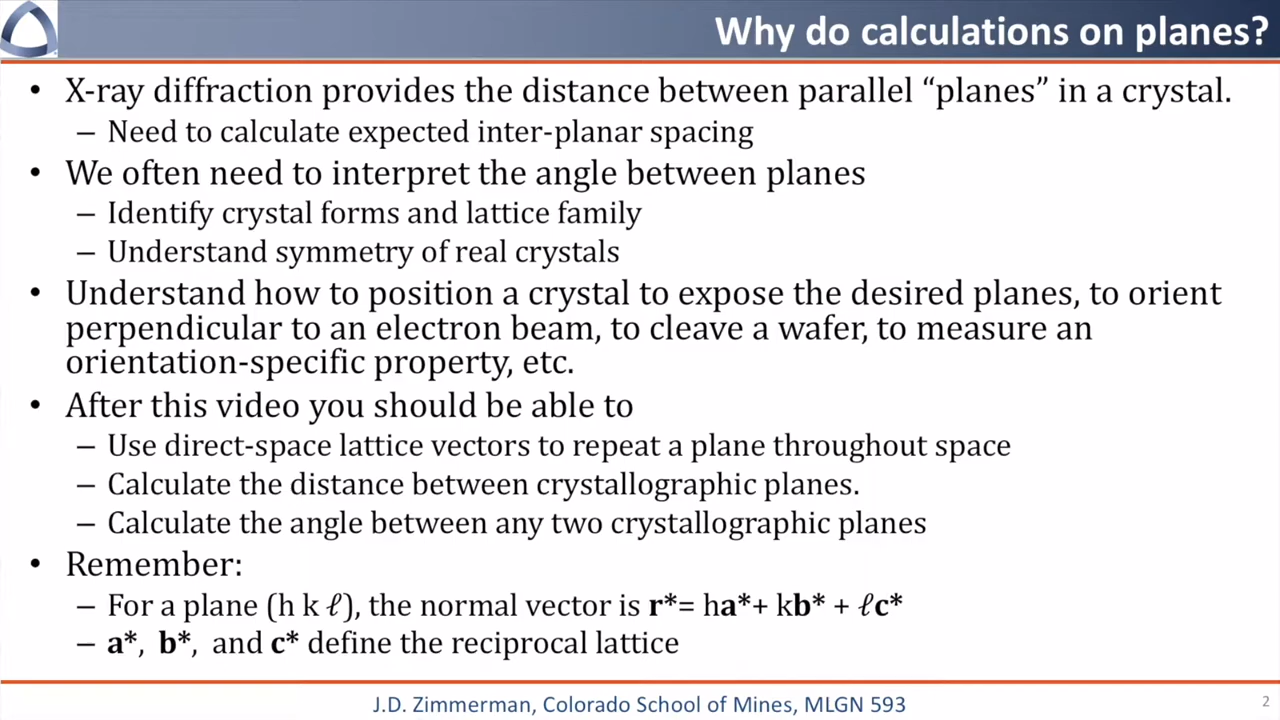 Why do calculations on planes?
• X-ray diffraction provides the distance between parallel “planes” in a crystal.
– Need to calculate expected inter-planar spacing
• We often need to interpret the angle between planes
– Identify crystal forms and lattice family
– Understand symmetry of real crystals
• Understand how to position a crystal to expose the desired planes, to orient
perpendicular to an electron beam, to cleave a wafer, to measure an
orientation-specific property, etc.
• After this video you should be able to
– Use direct-space lattice vectors to repeat a plane throughout space
– Calculate the distance between crystallographic planes.
– Calculate the angle between any two crystallographic planes
• Remember:
– For a plane (h k ℓ), the normal vector is r*= ha*+ kb* + ℓc*
– a*, b*, and c* define the reciprocal lattice
J.D. Zimmerman, Colorado School of Mines, MLGN 593
2